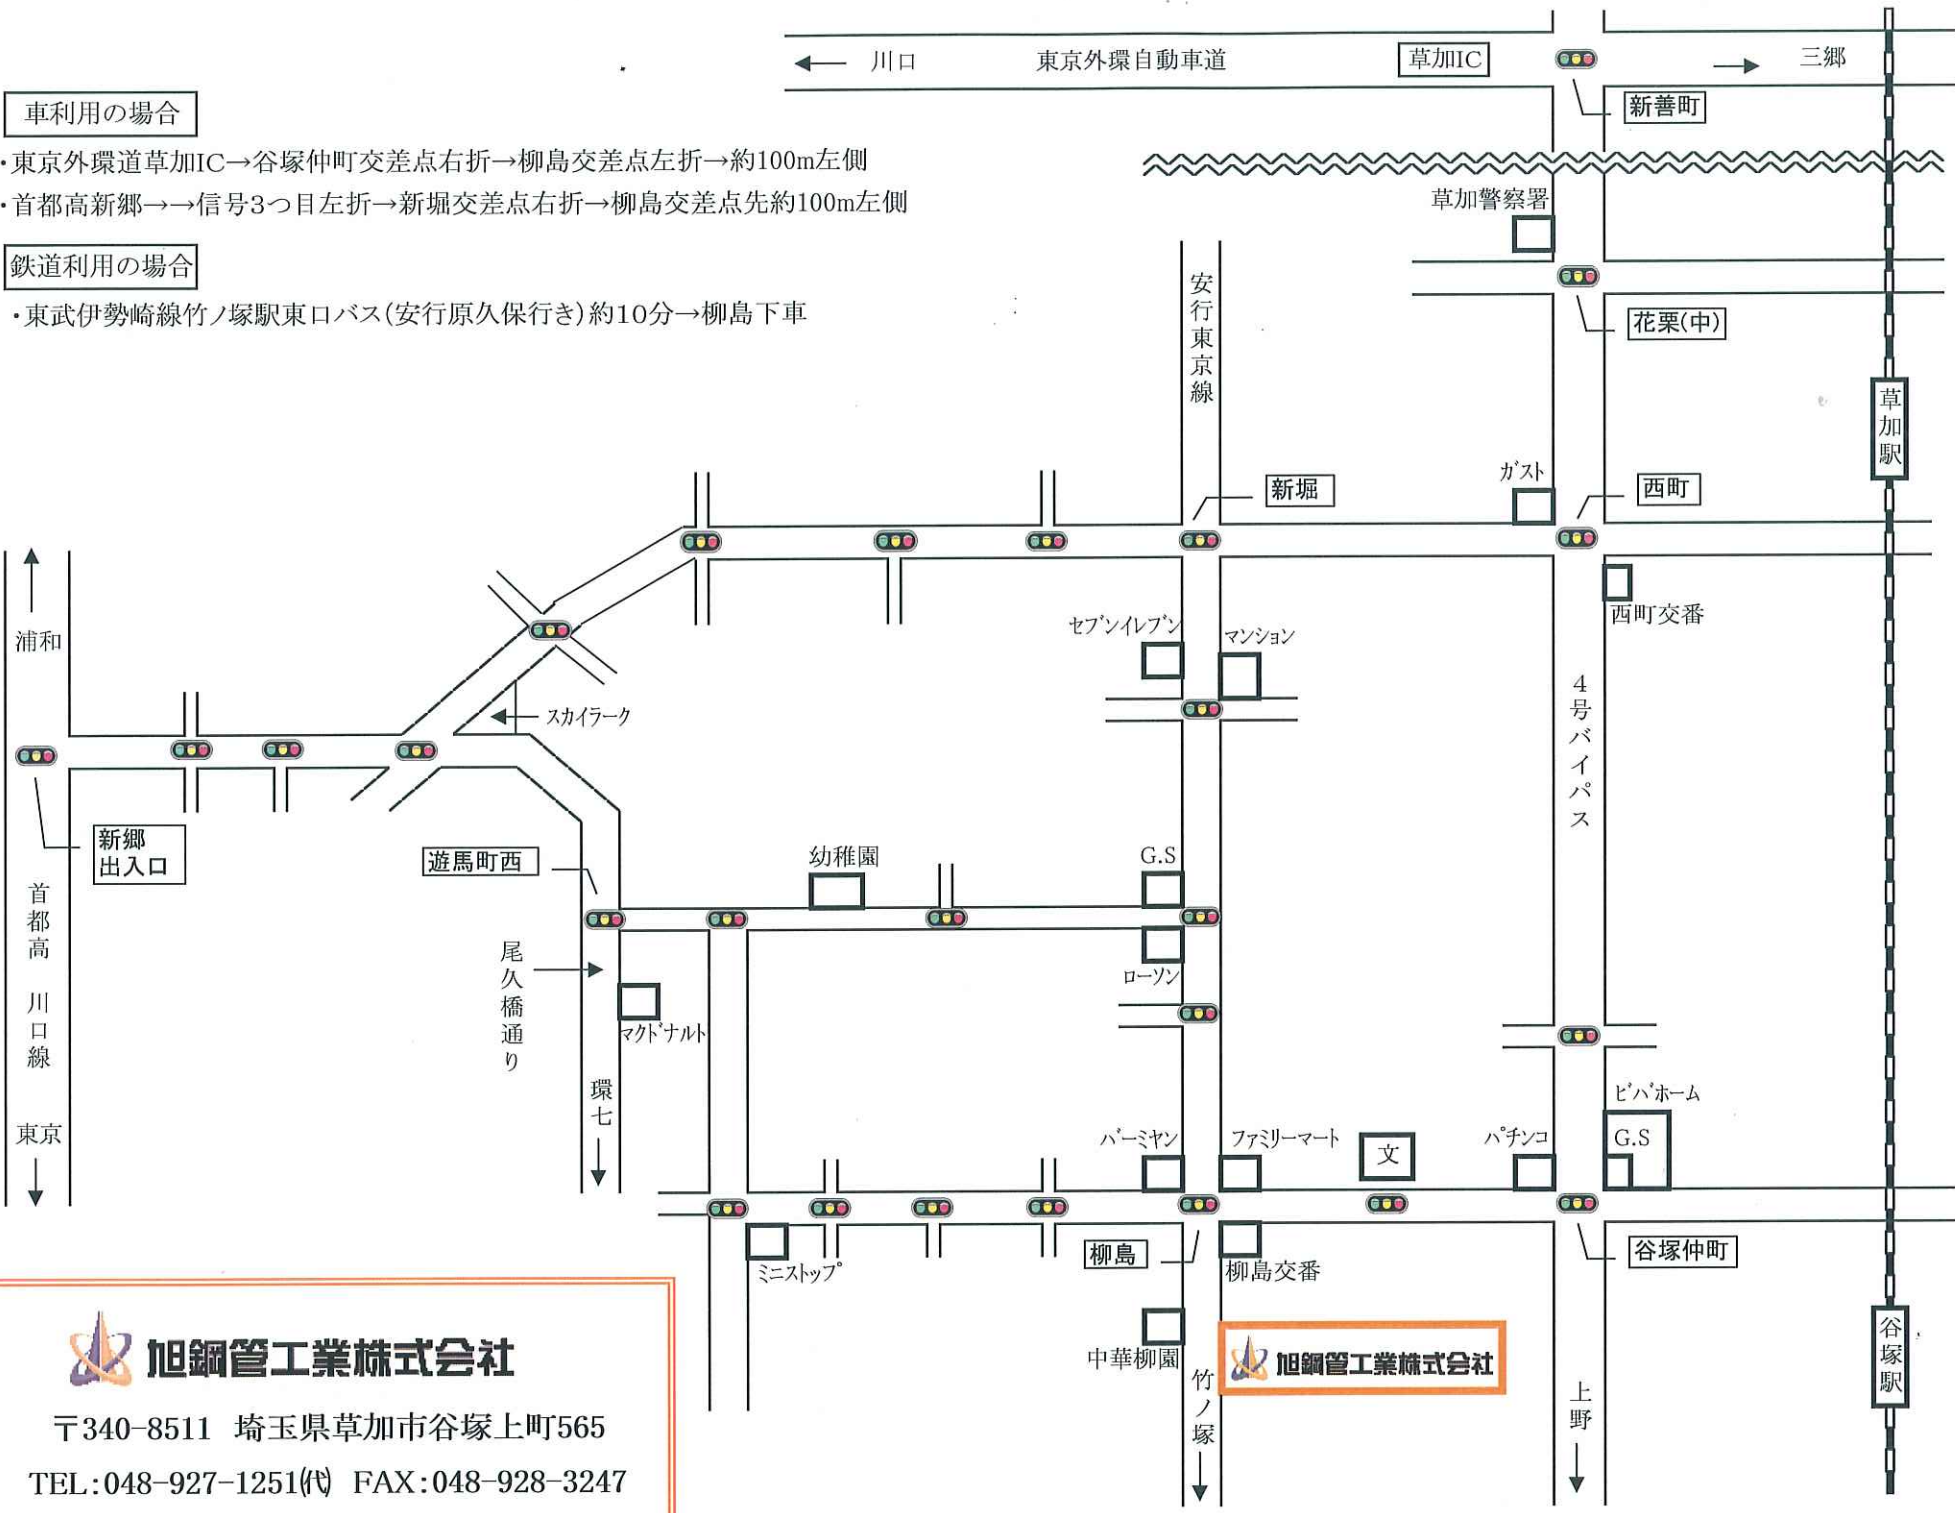 ← 川口 東京外環自動車道 草加IC → 三郷
新善町
車利用の場合
・東京外環道草加IC→谷塚仲町交差点右折→柳島交差点左折→約100m左側
・首都高新郷→→信号3つ目左折→新堀交差点右折→柳島交差点先約100m左側
鉄道利用の場合
・東武伊勢崎線竹ノ塚駅東口バス(安行原久保行き)約10分→柳島下車
草加警察署
花栗(中)
安行東京線
草加駅
ガスト
新堀
西町
西町交番
セブンイレブン
マンション
浦和
スカイラーク
4号バイパス
新郷
出入口
首都高 川口線
東京
遊馬町西
幼稚園
G.S
ローソン
尾久橋通り
マクドナルト
環七
ビバホーム
G.S
バーミヤン
ファミリーマート
文
パチンコ
ミニストップ
柳島
柳島交番
谷塚仲町
中華柳園
竹ノ塚
旭鋼管工業株式会社
上野
谷塚駅
旭鋼管工業株式会社
〒340-8511 埼玉県草加市谷塚上町565
TEL:048-927-1251㈹ FAX:048-928-3247